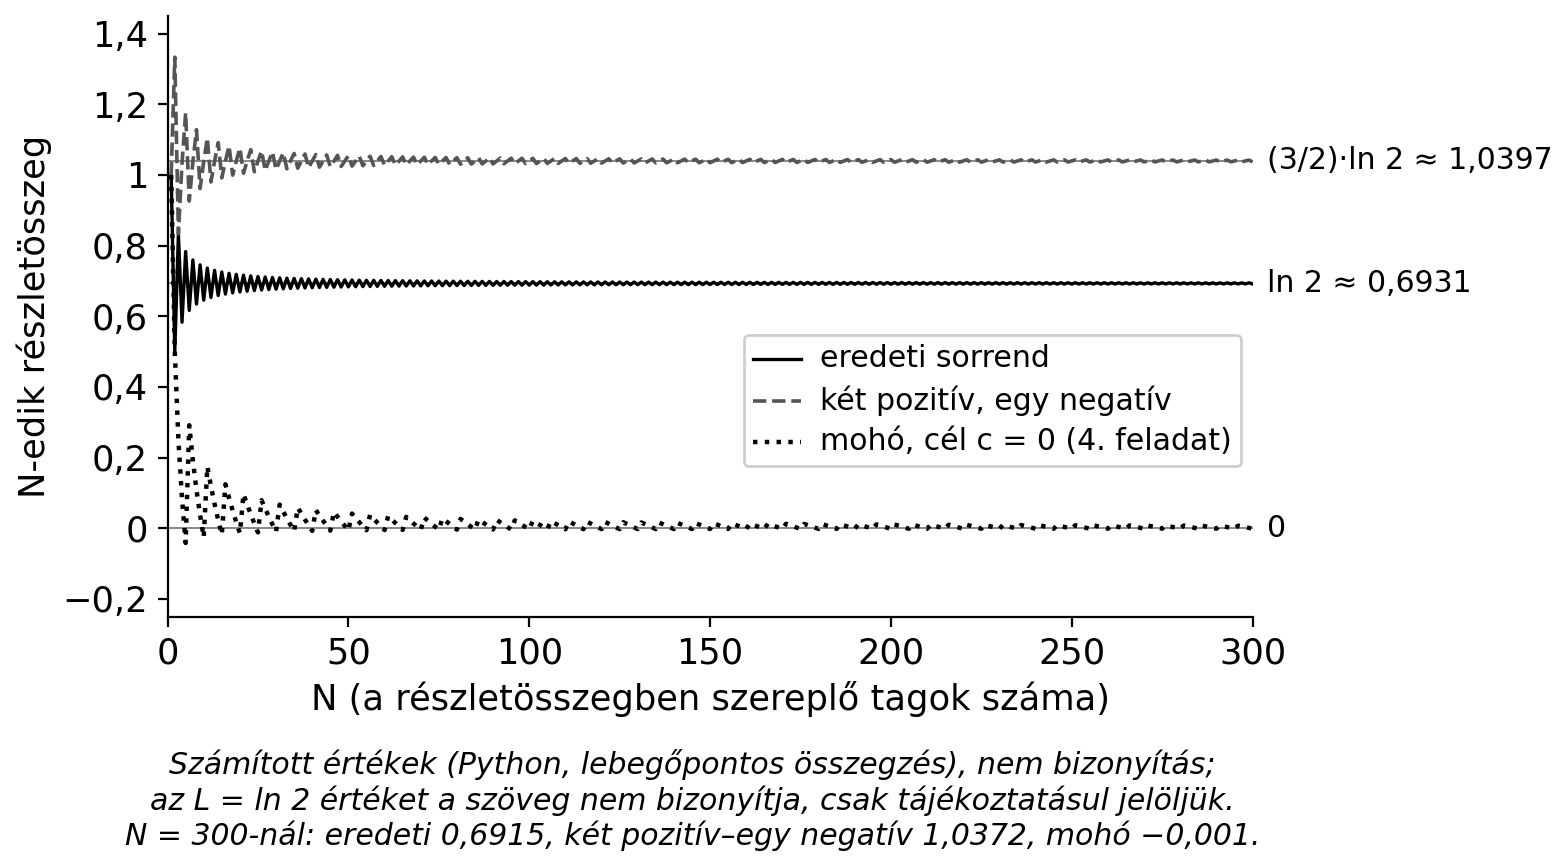 1,4
1,2
1
0,8
0,6
0,4
0,2
0
−0,2
N-edik részletösszeg
(3/2)·ln 2 ≈ 1,0397
ln 2 ≈ 0,6931
eredeti sorrend
két pozitív, egy negatív
mohó, cél c = 0 (4. feladat)
0
0 50 100 150 200 250 300
N (a részletösszegben szereplő tagok száma)
Számított értékek (Python, lebegőpontos összegzés), nem bizonyítás;
az L = ln 2 értéket a szöveg nem bizonyítja, csak tájékoztatásul jelöljük.
N = 300-nál: eredeti 0,6915, két pozitív–egy negatív 1,0372, mohó −0,001.